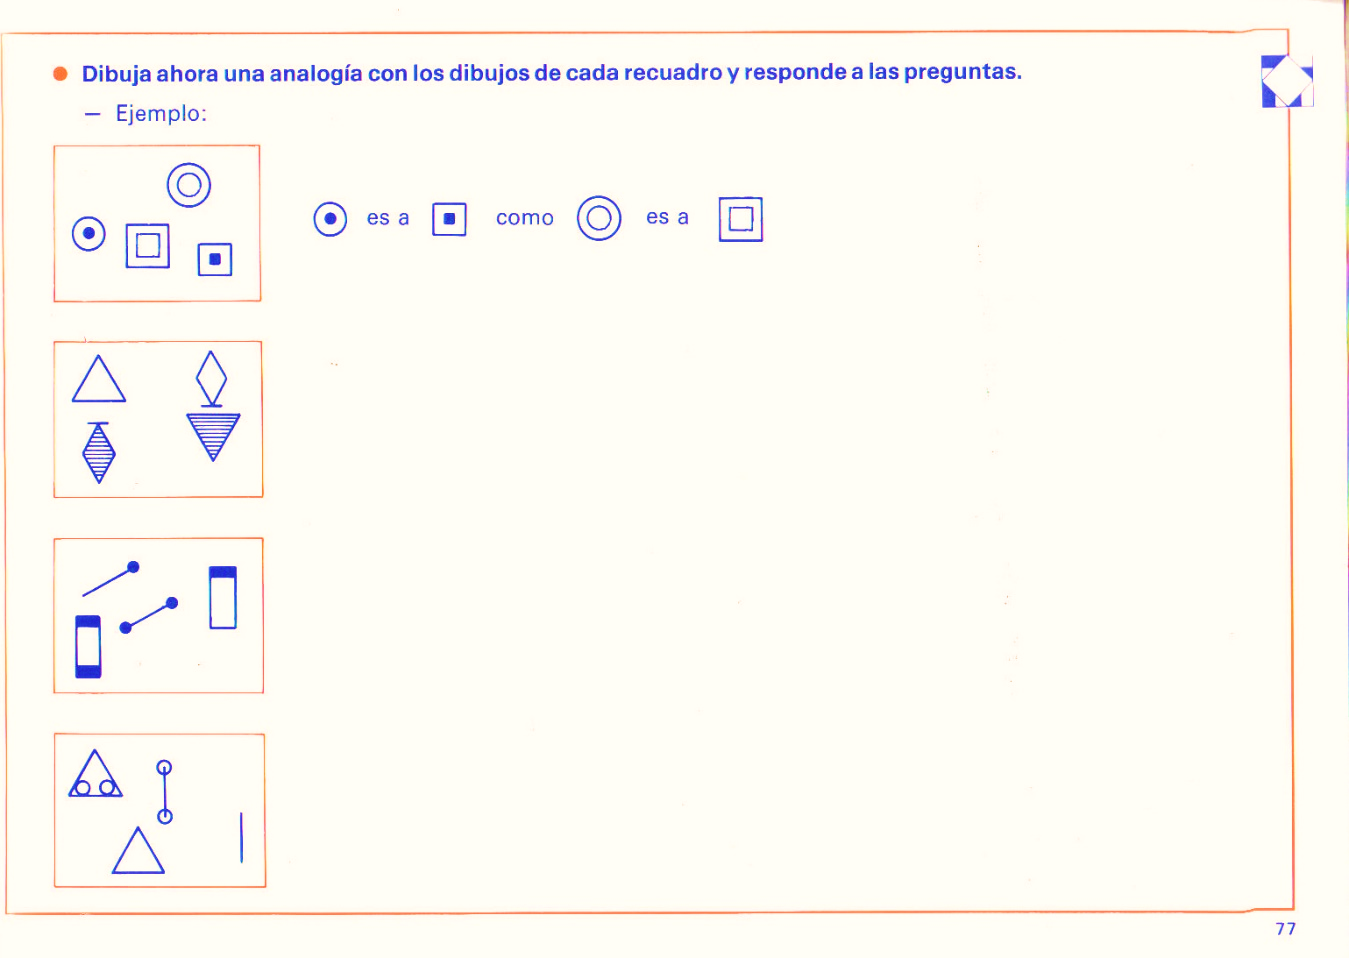 Dibuja ahora una analogía con los dibujos de cada recuadro y responde a las preguntas.
— Ejemplo:
es a como es a
77